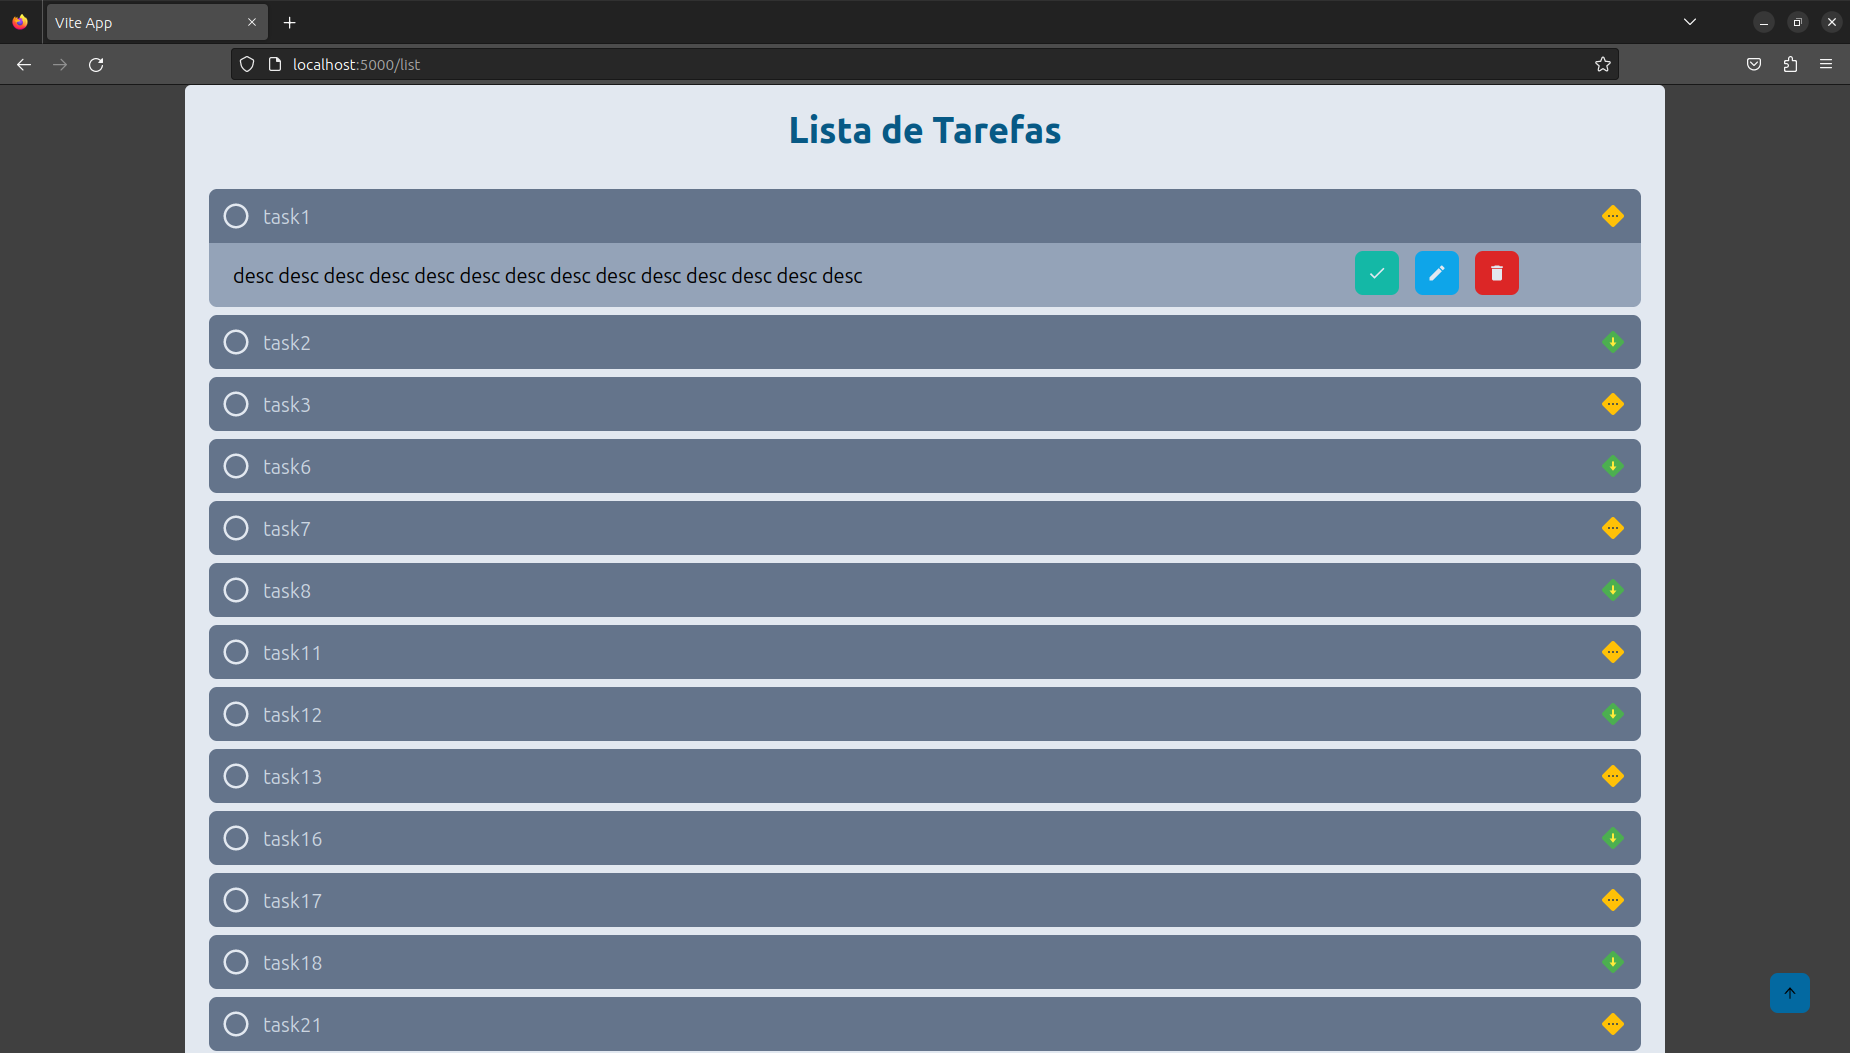 Vite App
localhost:5000/list
Lista de Tarefas
task1
desc desc desc desc desc desc desc desc desc desc desc desc desc desc
task2
task3
task6
task7
task8
task11
task12
task13
task16
task17
task18
task21